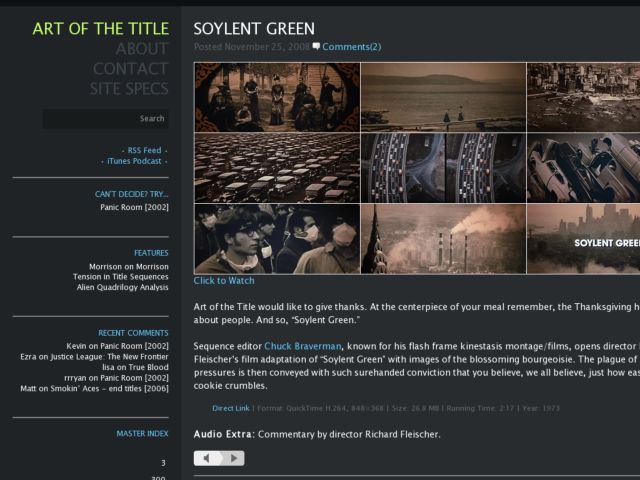 ART OF THE TITLE
ABOUT
CONTACT
SITE SPECS
Search
- RSS Feed -
- iTunes Podcast -
CAN'T DECIDE? TRY...
Panic Room [2002]
FEATURES
Morrison on Morrison
Tension in Title Sequences
Alien Quadrilogy Analysis
RECENT COMMENTS
Kevin on Panic Room [2002]
Ezra on Justice League: The New Frontier
lisa on True Blood
rrryan on Panic Room [2002]
Matt on Smokin' Aces – end titles [2006]
MASTER INDEX
3
300
SOYLENT GREEN
Posted November 25, 2008 Comments(2)
SOYLENT GREE
Click to Watch
Art of the Title would like to give thanks. At the centerpiece of your meal remember, the Thanksgiving h
about people. And so, "Soylent Green."
Sequence editor Chuck Braverman, known for his flash frame kinestasis montage/films, opens director
Fleischer's film adaptation of "Soylent Green" with images of the blossoming bourgeoisie. The plague of
pressures is then conveyed with such surehanded conviction that you believe, we all believe, just how eas
cookie crumbles.
Direct Link | Format: QuickTime H.264, 848×368 | Size: 26.8 MB | Running Time: 2:17 | Year: 1973
Audio Extra: Commentary by director Richard Fleischer.